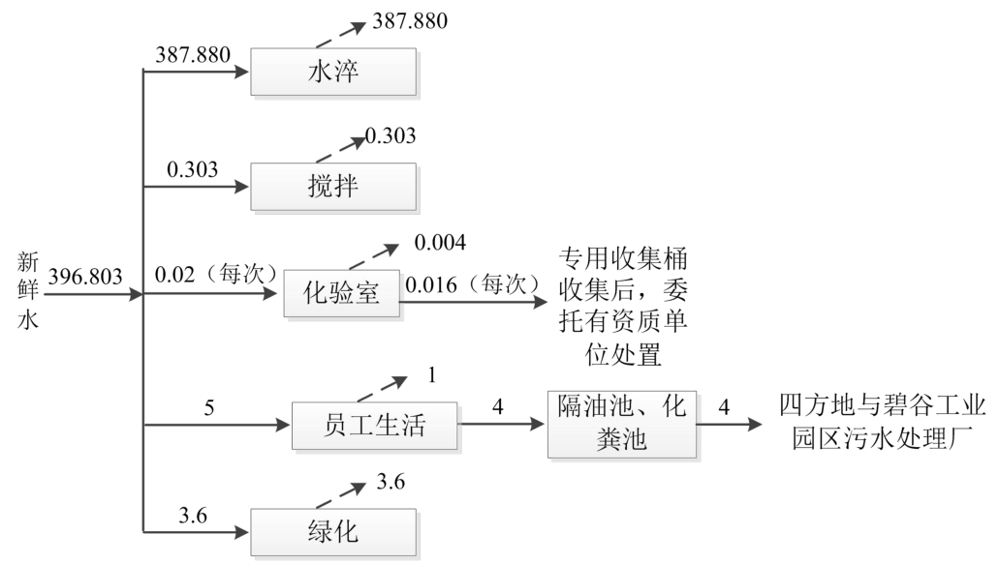 387.880
387.880
水淬
0.303
0.303
搅拌
新
鲜
水
396.803
0.02（每次）
0.004
化验室
0.016（每次）
专用收集桶
收集后，委
托有资质单
位处置
5
1
员工生活
4
隔油池、化
粪池
4
四方地与碧谷工业
园区污水处理厂
3.6
3.6
绿化